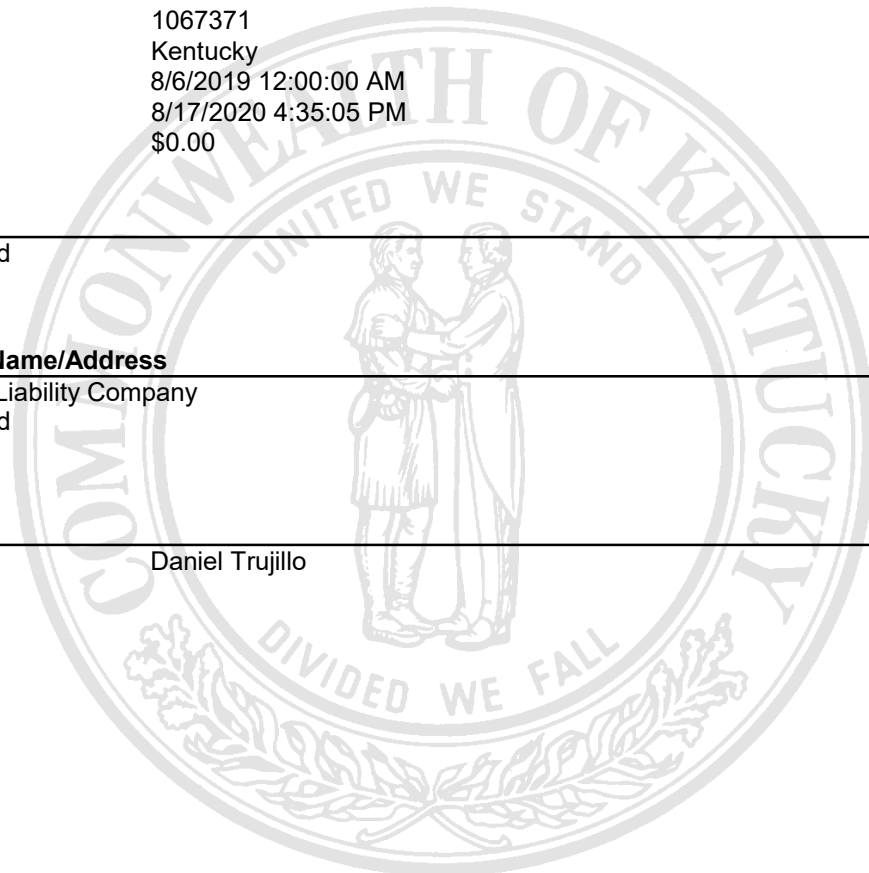 1067371
Kentucky
8/6/2019 12:00:00 AM
8/17/2020 4:35:05 PM
$0.00
COMMONWEALTH OF KENTUCKY
UNITED WE STAND
d
Name/Address
Liability Company
d
Daniel Trujillo
DIVIDED WE FALL